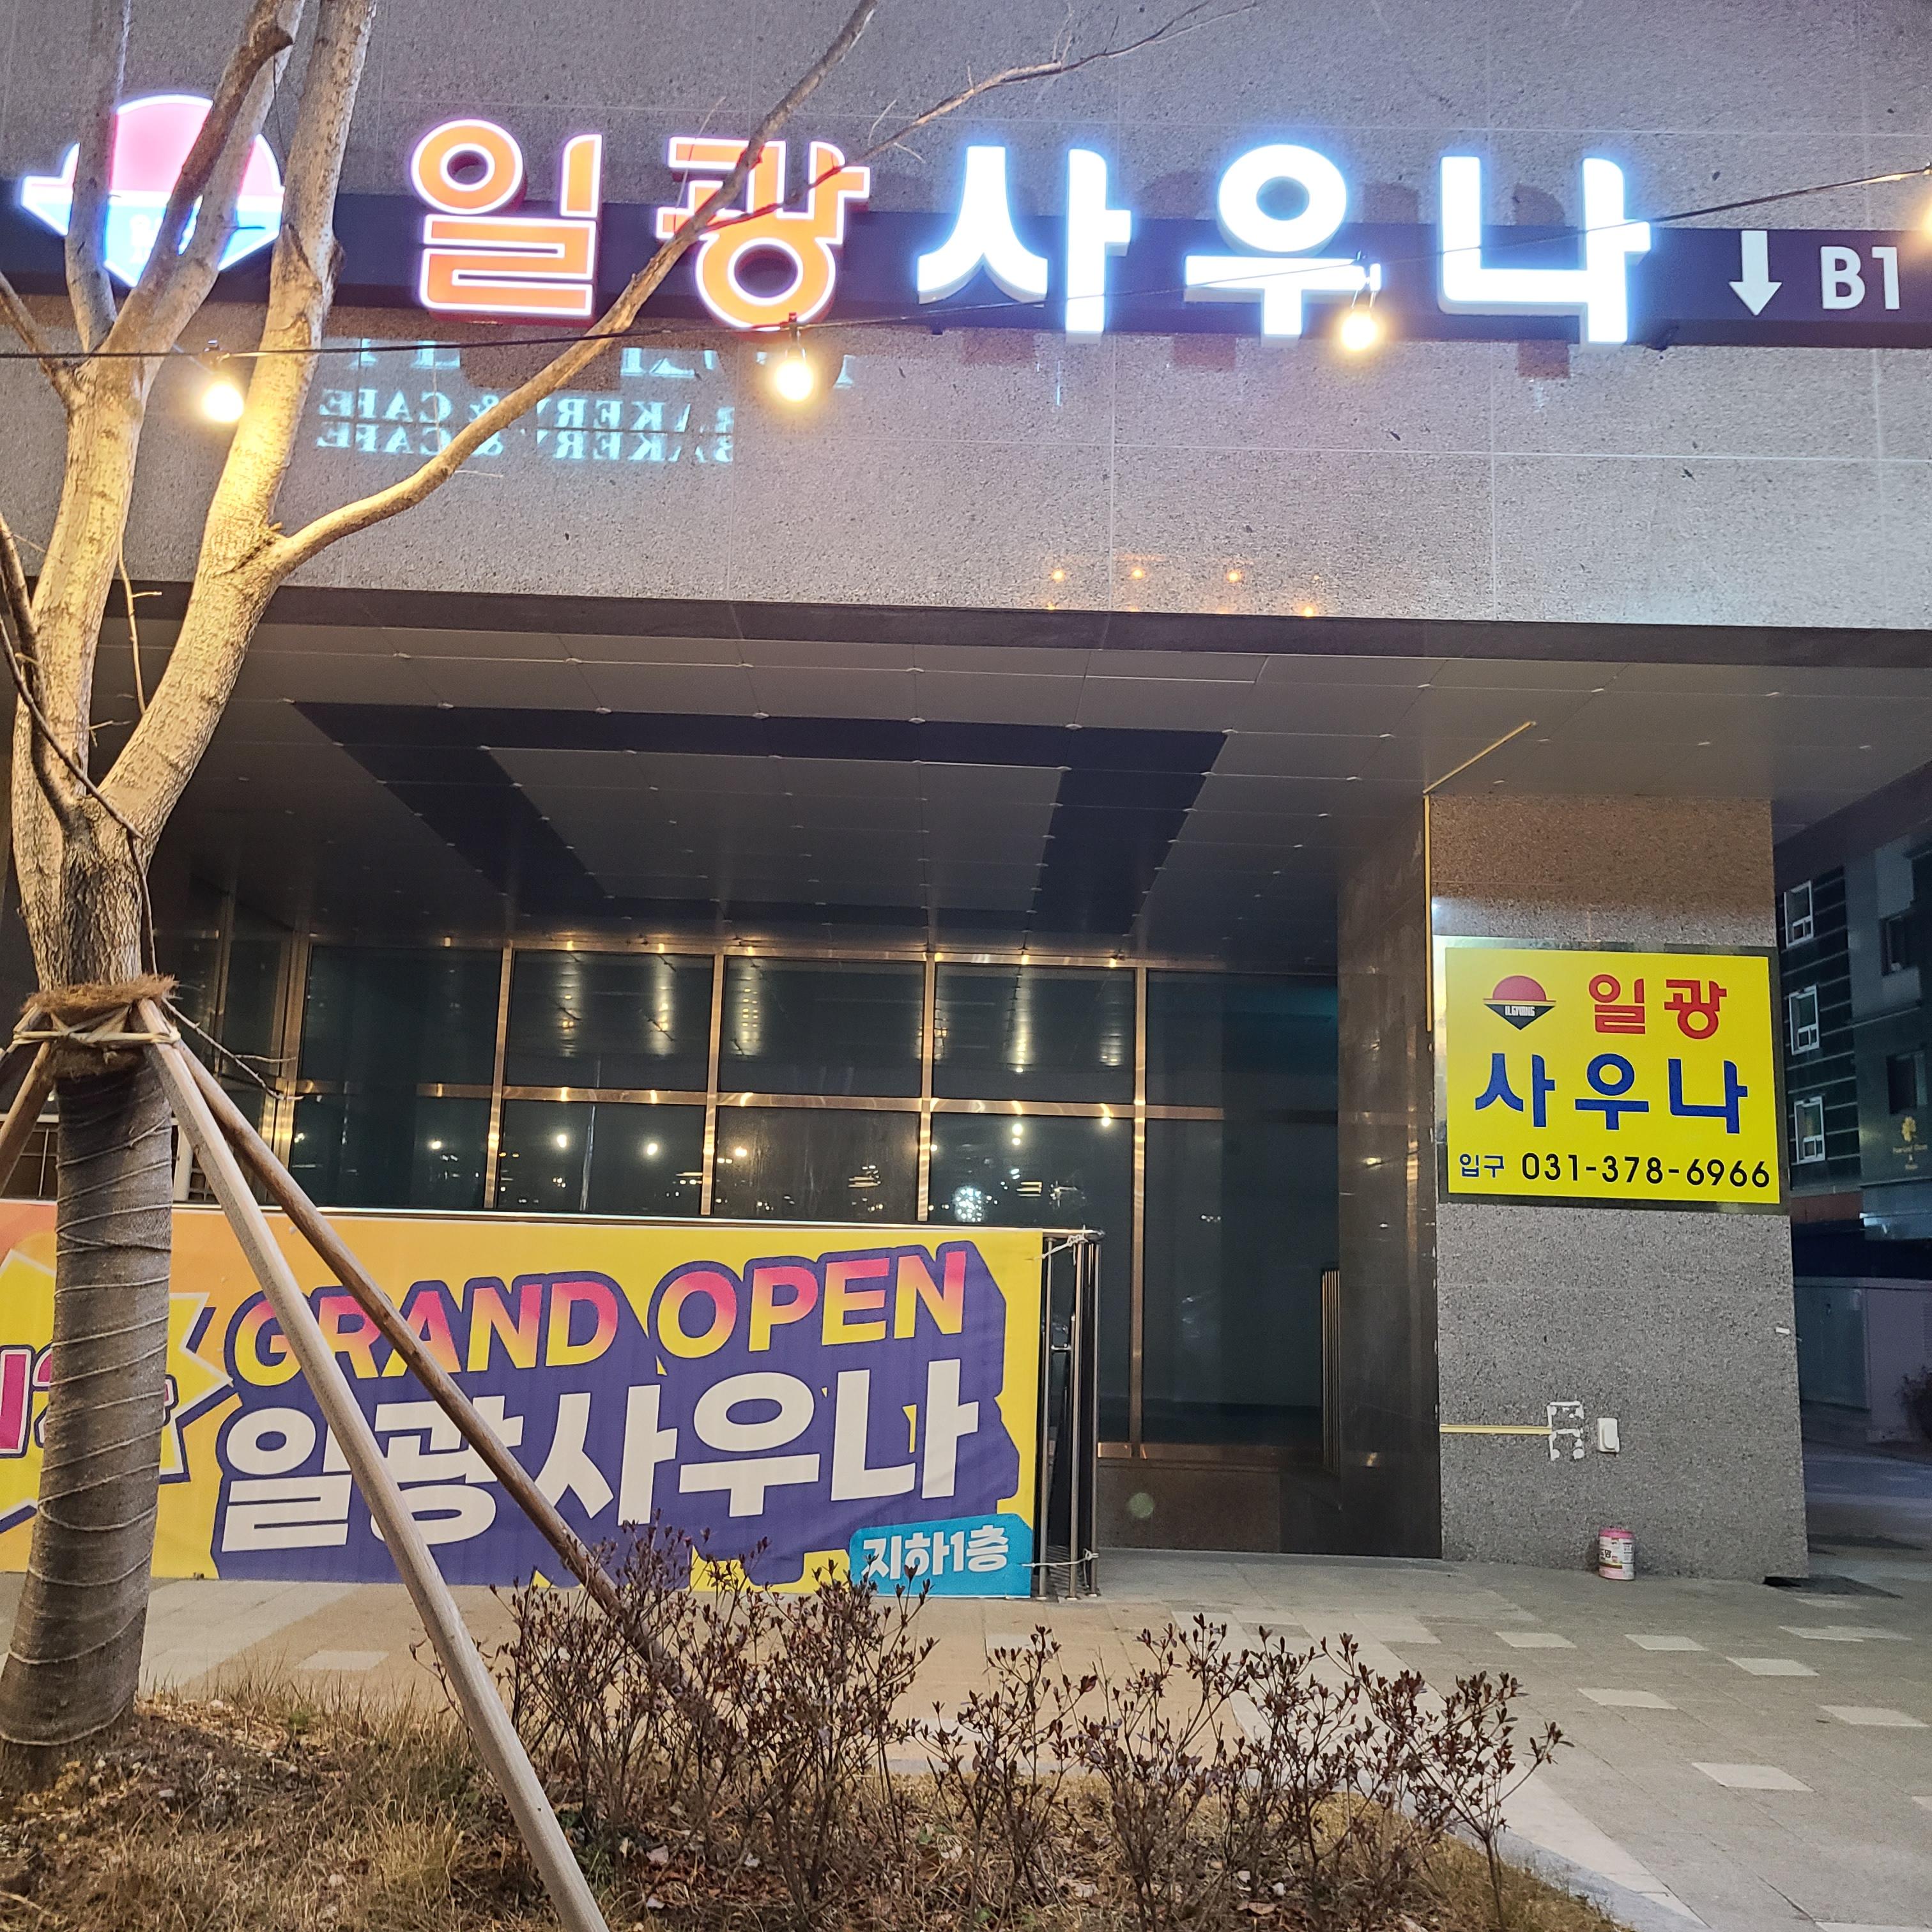 일광사우나 B1
BAKERY & CAFE
BAKERY & CAFE
ILGWANG
일광
사우나
입구 031-378-6966
GRAND OPEN
일광사우나
지하1층